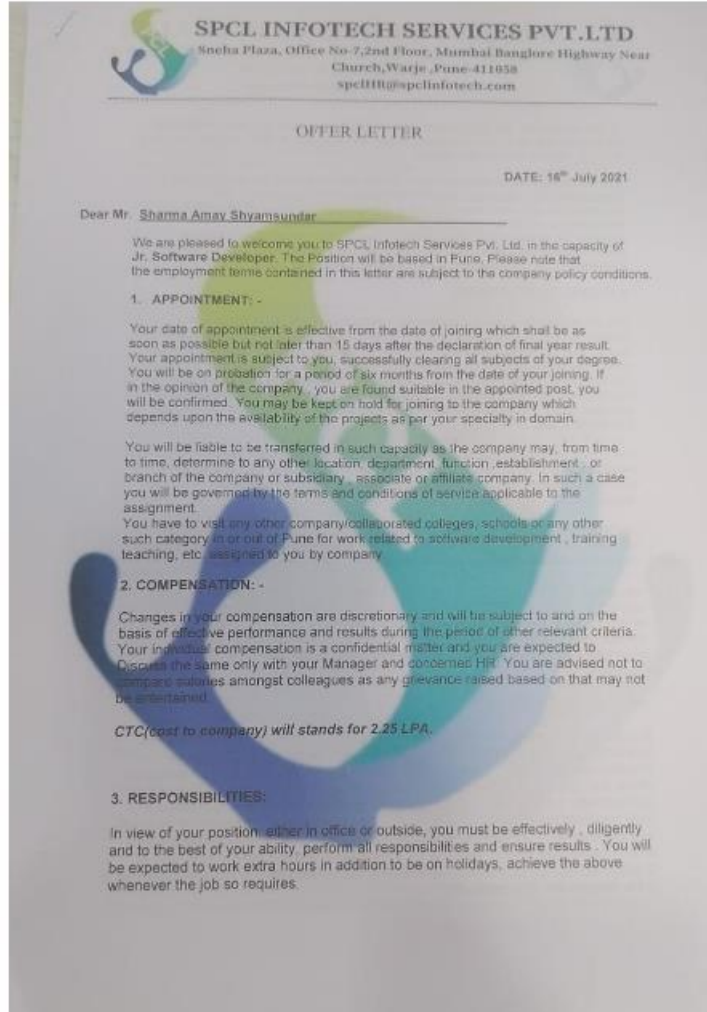 SPCL
SPCL INFOTECH SERVICES PVT.LTD
Sneha Plaza, Office No-7,2nd Floor, Mumbai Banglore Highway Near
Church,Warje ,Pune-411058
spclHR@spclinfotech.com
OFFER LETTER
DATE: 16th July 2021
Dear Mr. Sharma Amay Shyamsundar
We are pleased to welcome you to SPCL Infotech Services Pvt. Ltd. in the capacity of
Jr. Software Developer. The Position will be based in Pune. Please note that
the employment terms contained in this letter are subject to the company policy conditions.
1. APPOINTMENT: -
Your date of appointment is effective from the date of joining which shall be as
soon as possible but not later than 15 days after the declaration of final year result.
Your appointment is subject to you, successfully clearing all subjects of your degree.
You will be on probation for a period of six months from the date of your joining. If
in the opinion of the company , you are found suitable in the appointed post, you
will be confirmed. You may be kept on hold for joining to the company which
depends upon the availability of the projects as per your specialty in domain.
You will be liable to be transferred in such capacity as the company may, from time
to time, determine to any other location, department, function ,establishment , or
branch of the company or subsidiary , associate or affiliate company. In such a case
you will be governed by the terms and conditions of service applicable to the
assignment.
You have to visit any other company/collaborated colleges, schools or any other
such category in or out of Pune for work related to software development , training
teaching, etc. assigned to you by company.
2. COMPENSATION: -
Changes in your compensation are discretionary and will be subject to and on the
basis of effective performance and results during the period of other relevant criteria.
Your individual compensation is a confidential matter and you are expected to
Discuss the same only with your Manager and concerned HR. You are advised not to
compare salaries amongst colleagues as any grievance raised based on that may not
be entertained.
CTC(cost to company) will stands for 2.25 LPA.
3. RESPONSIBILITIES:
In view of your position, either in office or outside, you must be effectively , diligently
and to the best of your ability, perform all responsibilities and ensure results . You will
be expected to work extra hours in addition to be on holidays, achieve the above
whenever the job so requires.